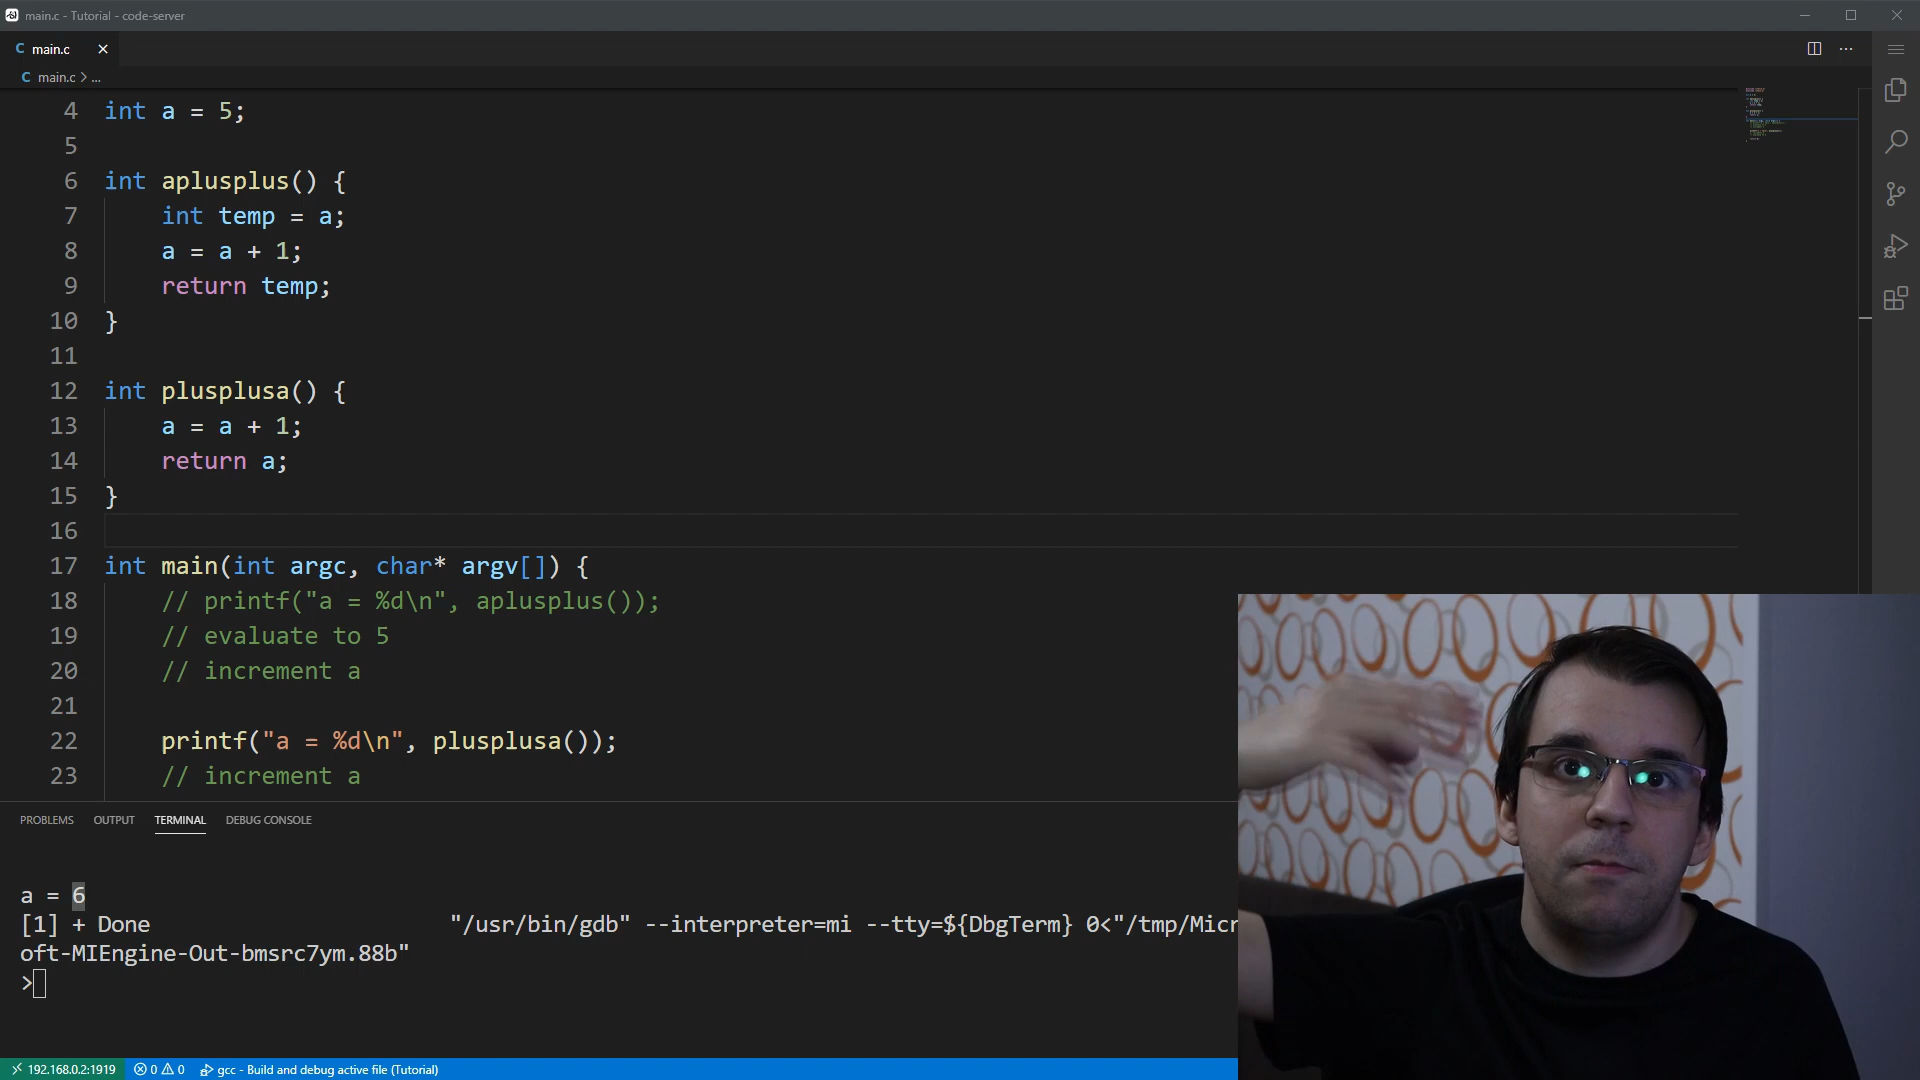 main.c - Tutorial - code-server
C main.c
C main.c > ...
4 int a = 5;
5
6 int aplusplus() {
7 int temp = a;
8 a = a + 1;
9 return temp;
10 }
11
12 int plusplusa() {
13 a = a + 1;
14 return a;
15 }
16
17 int main(int argc, char* argv[]) {
18 // printf("a = %d\n", aplusplus());
19 // evaluate to 5
20 // increment a
21
22 printf("a = %d\n", plusplusa());
23 // increment a
PROBLEMS OUTPUT TERMINAL DEBUG CONSOLE
a = 6
[1] + Done "/usr/bin/gdb" --interpreter=mi --tty=${DbgTerm} 0<"/tmp/Micr
oft-MIEngine-Out-bmsrc7ym.88b"
>
192.168.0.2:1919 0 0 gcc - Build and debug active file (Tutorial)